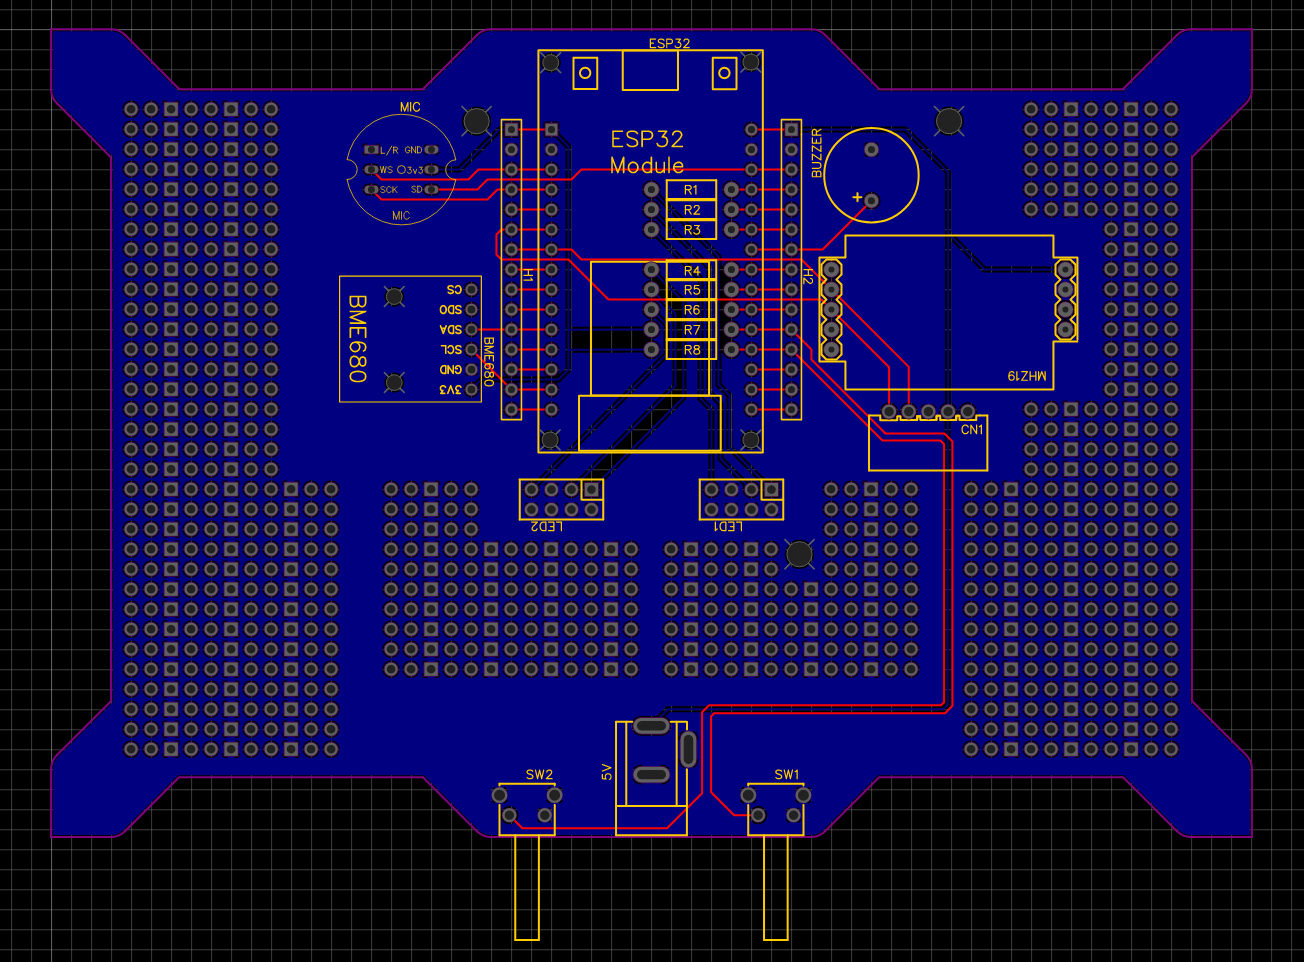 ESP32
MIC
L/R GND
WS 3v3
SCK SD
MIC
ESP32
Module
BUZZER
+
R1
R2
R3
R4
R5
R6
R7
R8
H1
H2
BME680
CS
SDO
SDA
SCL
GND
3V3
BME680
MHZ19
CN1
LED2
LED1
5V
SW2
SW1